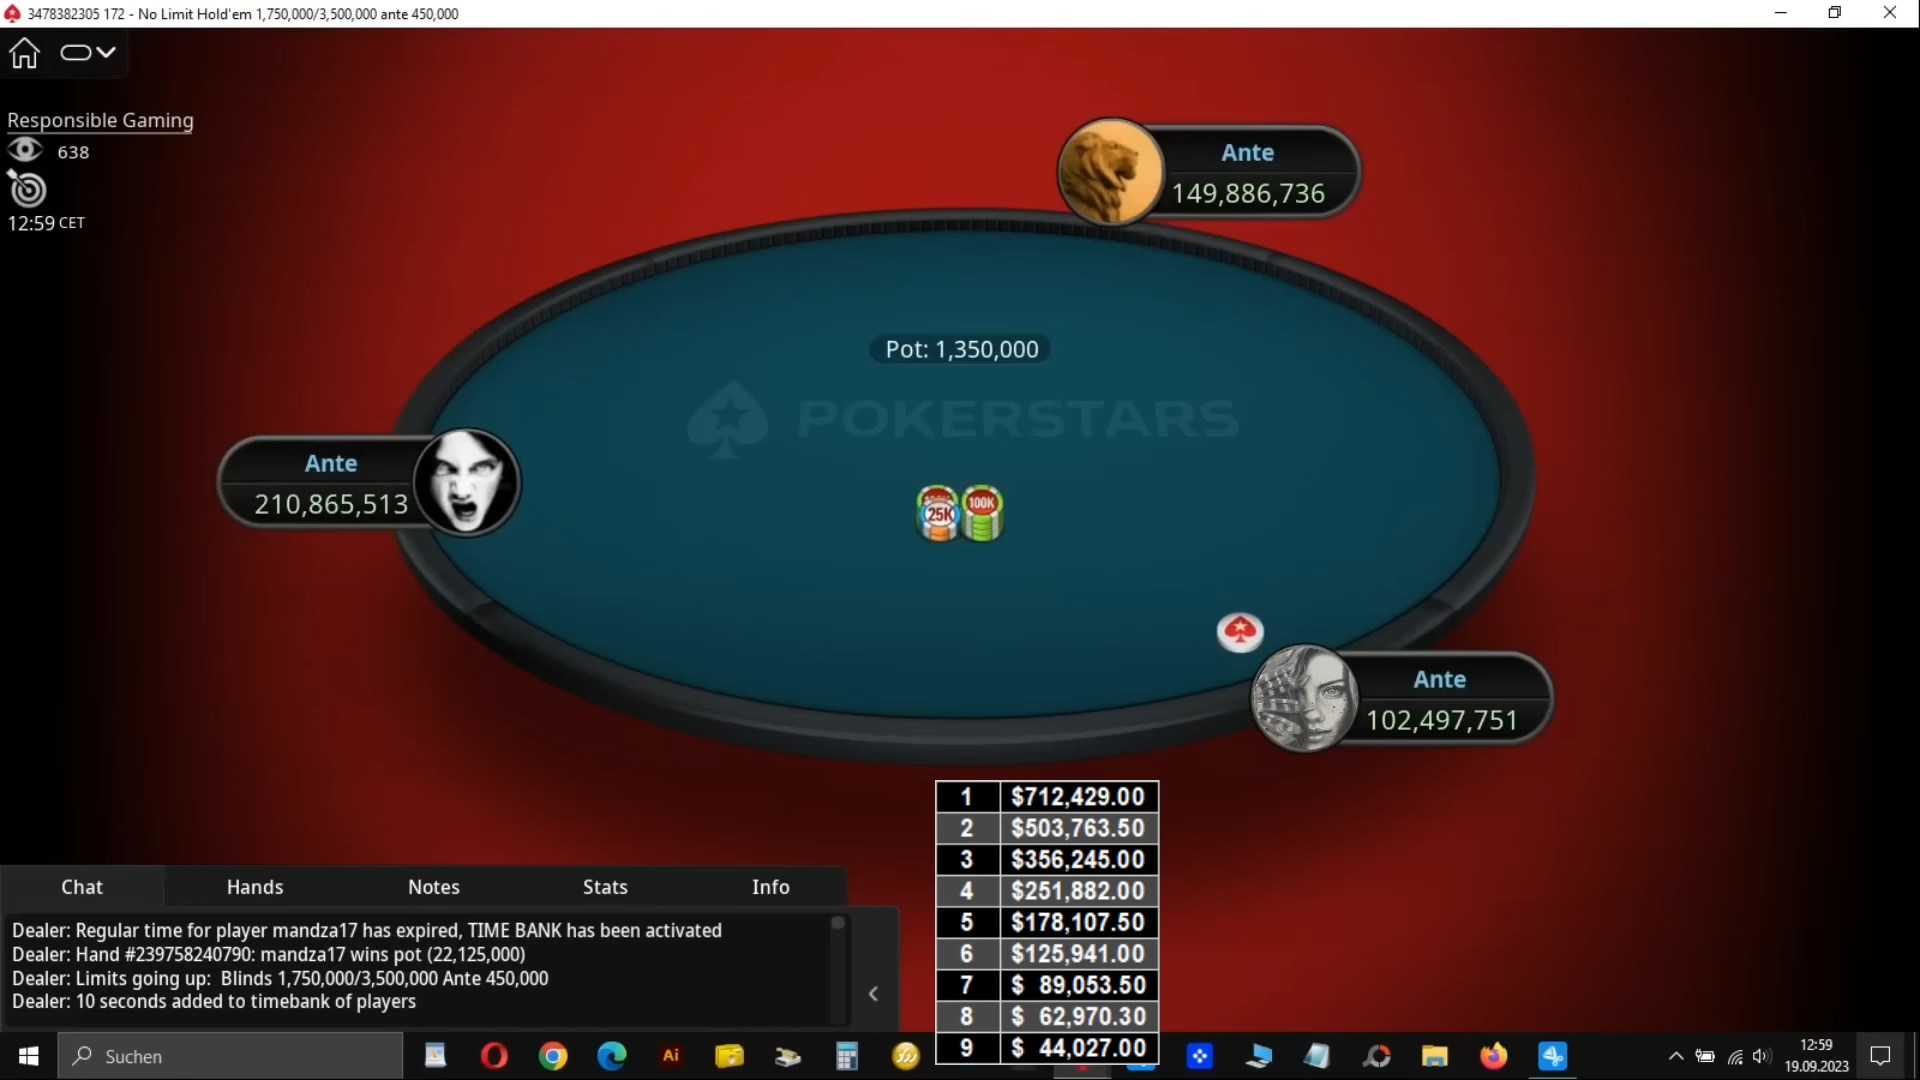 3478382305 172 - No Limit Hold'em 1,750,000/3,500,000 ante 450,000
Responsible Gaming
638
12:59 CET
Ante
149,886,736
Pot: 1,350,000
POKERSTARS
Ante
210,865,513
25K
100K
Ante
102,497,751
1 $712,429.00
2 $503,763.50
3 $356,245.00
4 $251,882.00
5 $178,107.50
6 $125,941.00
7 $ 89,053.50
8 $ 62,970.30
9 $ 44,027.00
Chat Hands Notes Stats Info
Dealer: Regular time for player mandza17 has expired, TIME BANK has been activated
Dealer: Hand #239758240790: mandza17 wins pot (22,125,000)
Dealer: Limits going up: Blinds 1,750,000/3,500,000 Ante 450,000
Dealer: 10 seconds added to timebank of players
Suchen
Ai
12:59
19.09.2023